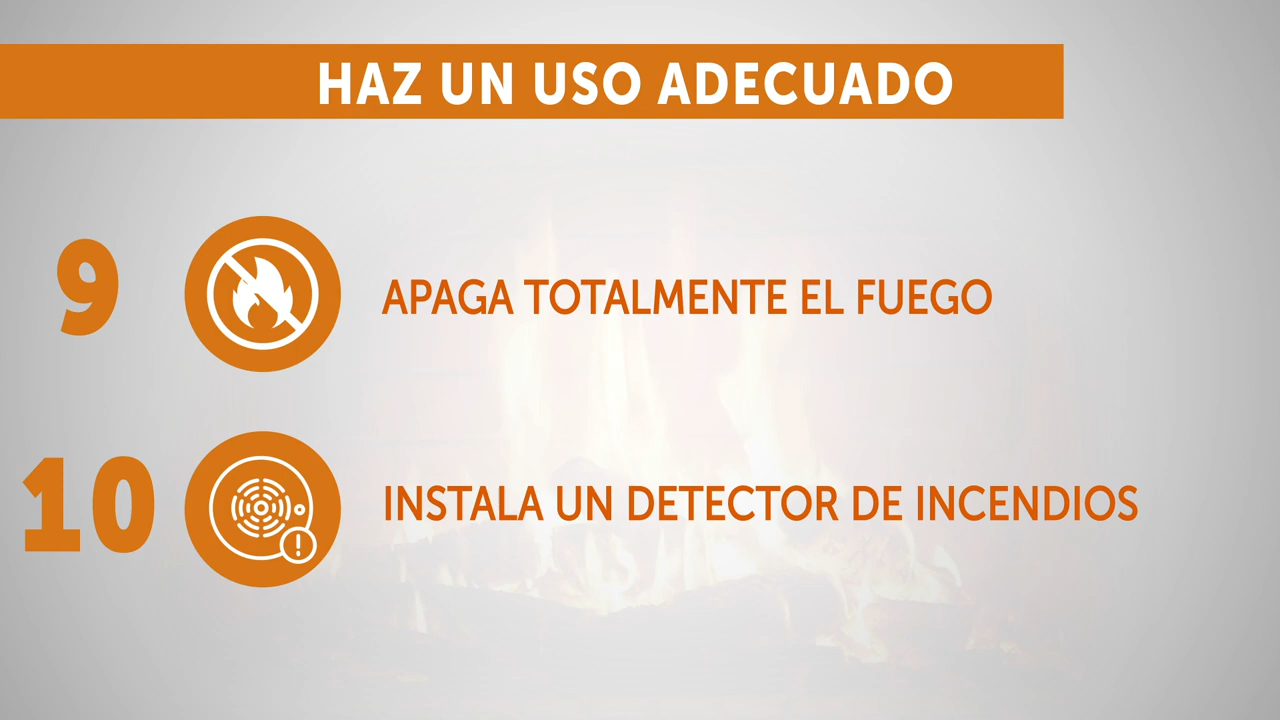 HAZ UN USO ADECUADO
9
APAGA TOTALMENTE EL FUEGO
10
INSTALA UN DETECTOR DE INCENDIOS